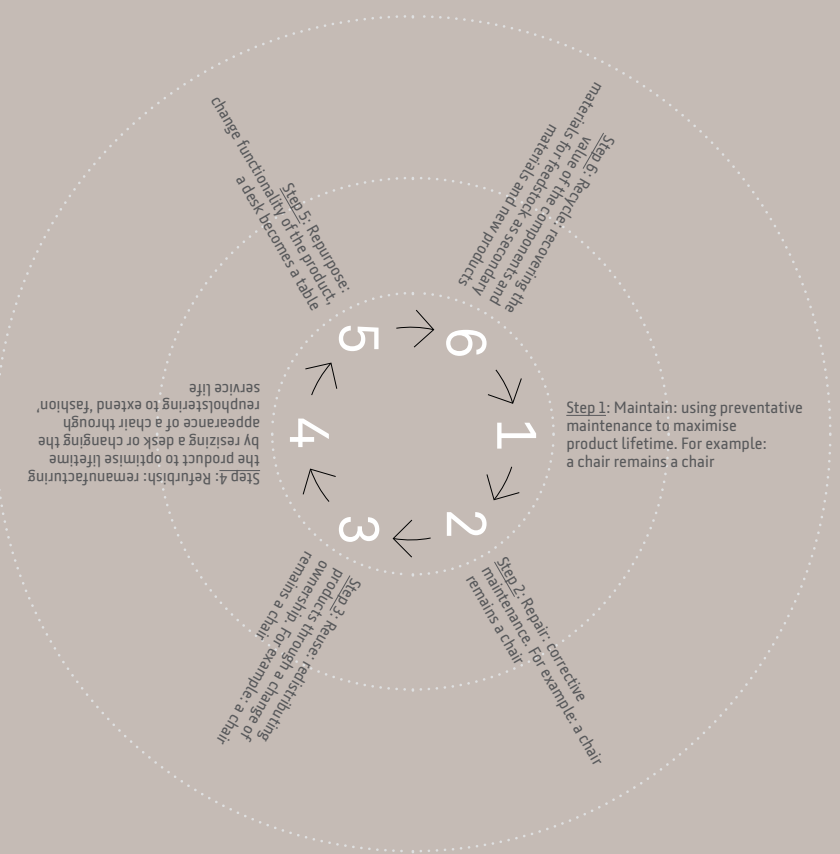 Step 1: Maintain: using preventative
maintenance to maximise
product lifetime. For example:
a chair remains a chair
Step 2: Repair: corrective
maintenance. For example: a chair
remains a chair
Step 3: Reuse: redistributing
products through a change of
ownership. For example: a chair
remains a chair
Step 4: Refurbish: remanufacturing
the product to optimise lifetime
by resizing a desk or changing the
appearance of a chair through
reupholstering to extend ‘fashion’
service life
Step 5: Repurpose:
change functionality of the product,
a desk becomes a table
Step 6: Recycle: recovering the
value of the components and
materials for feedstock as secondary
materials and new products
1
2
3
4
5
6